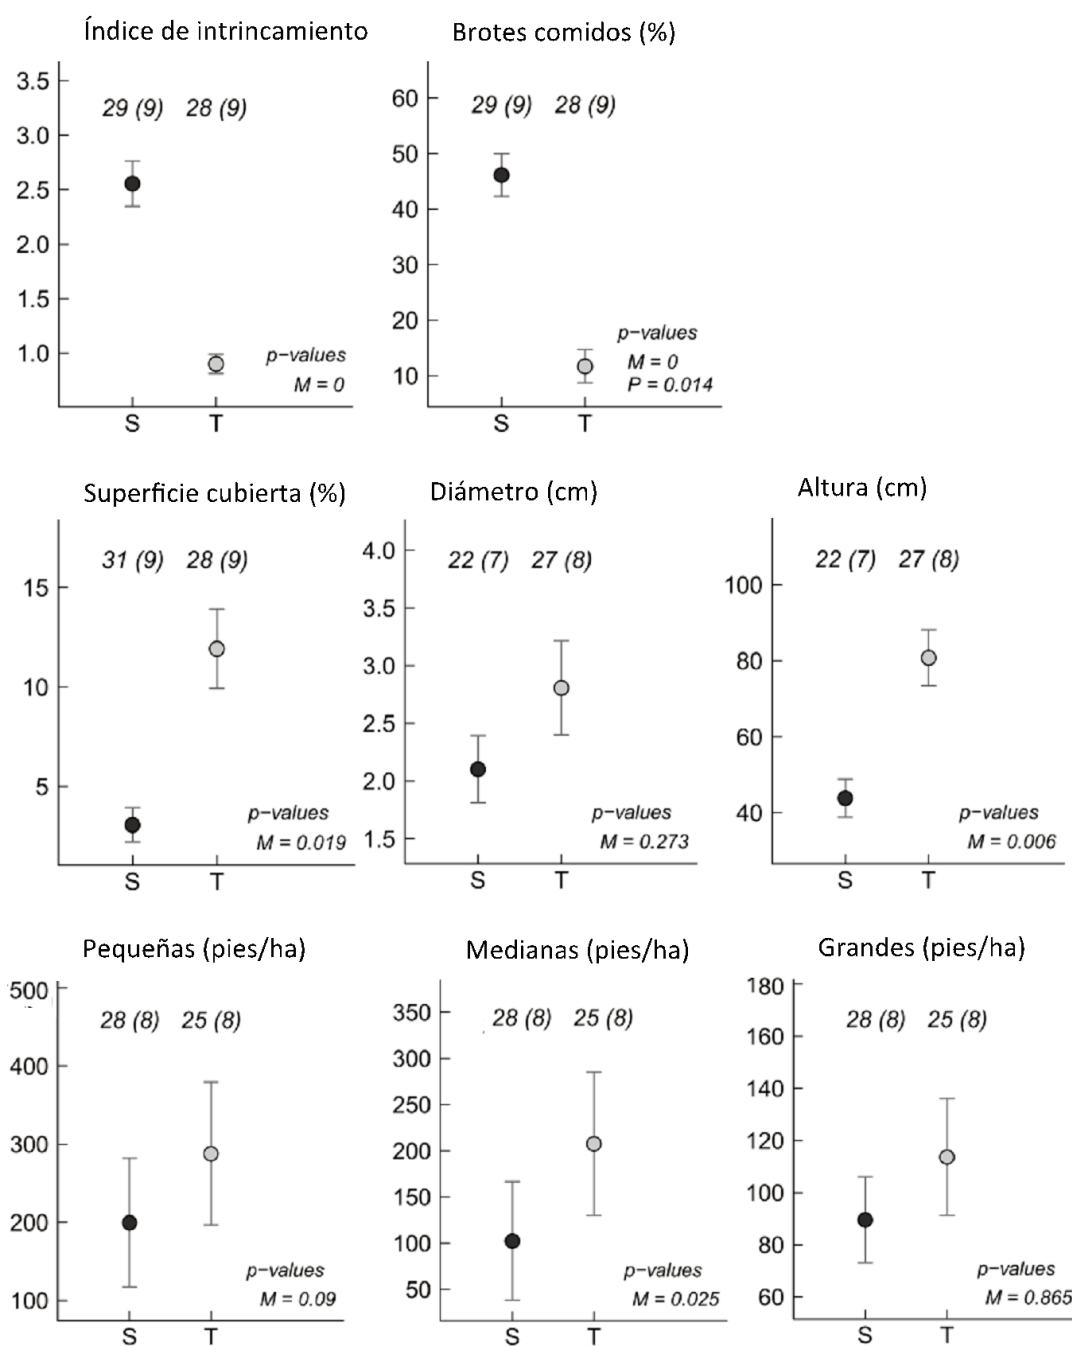 Índice de intrincamiento
3.5
3.0
2.5
2.0
1.5
1.0
29 (9) 28 (9)
p−values
M = 0
S T
Brotes comidos (%)
60
50
40
30
20
10
29 (9) 28 (9)
p−values
M = 0
P = 0.014
S T
Superficie cubierta (%)
15
10
5
31 (9) 28 (9)
p−values
M = 0.019
S T
Diámetro (cm)
4.0
3.5
3.0
2.5
2.0
1.5
22 (7) 27 (8)
p−values
M = 0.273
S T
Altura (cm)
100
80
60
40
22 (7) 27 (8)
p−values
M = 0.006
S T
Pequeñas (pies/ha)
500
400
300
200
100
28 (8) 25 (8)
p−values
M = 0.09
S T
Medianas (pies/ha)
350
300
250
200
150
100
50
28 (8) 25 (8)
p−values
M = 0.025
S T
Grandes (pies/ha)
180
160
140
120
100
80
60
28 (8) 25 (8)
p−values
M = 0.865
S T